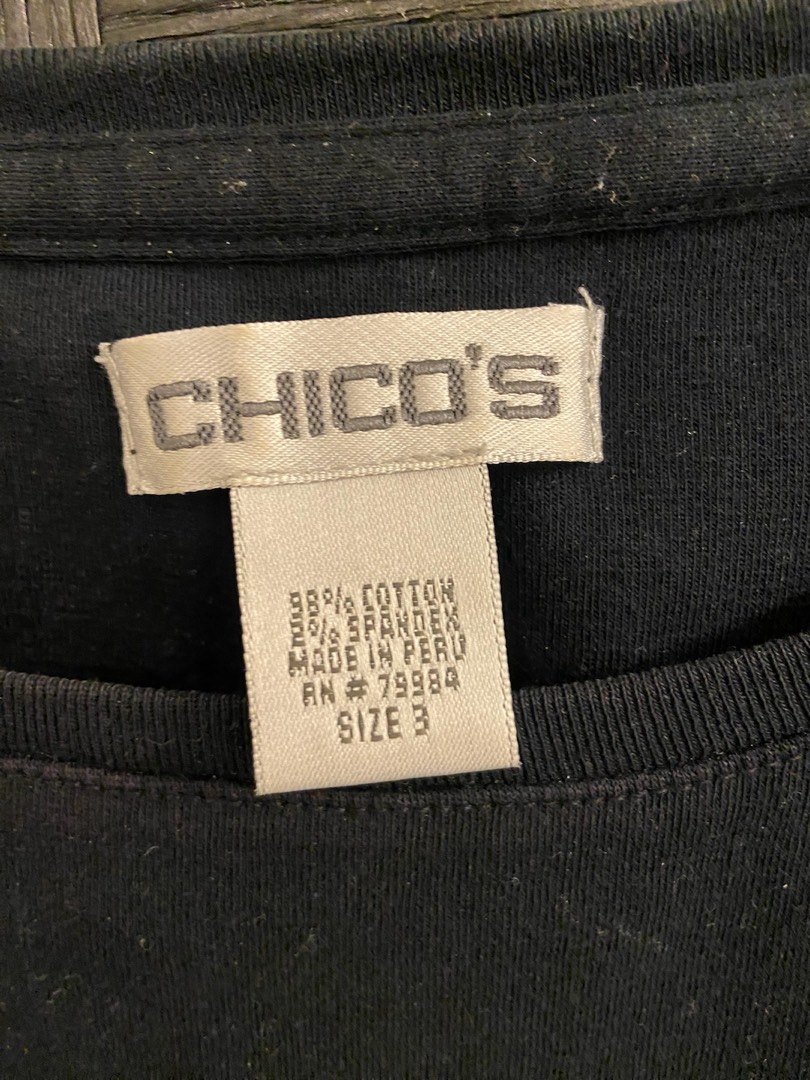 CHICO'S
98% COTTON
2% SPANDEX
MADE IN PERU
RN # 79984
SIZE 3